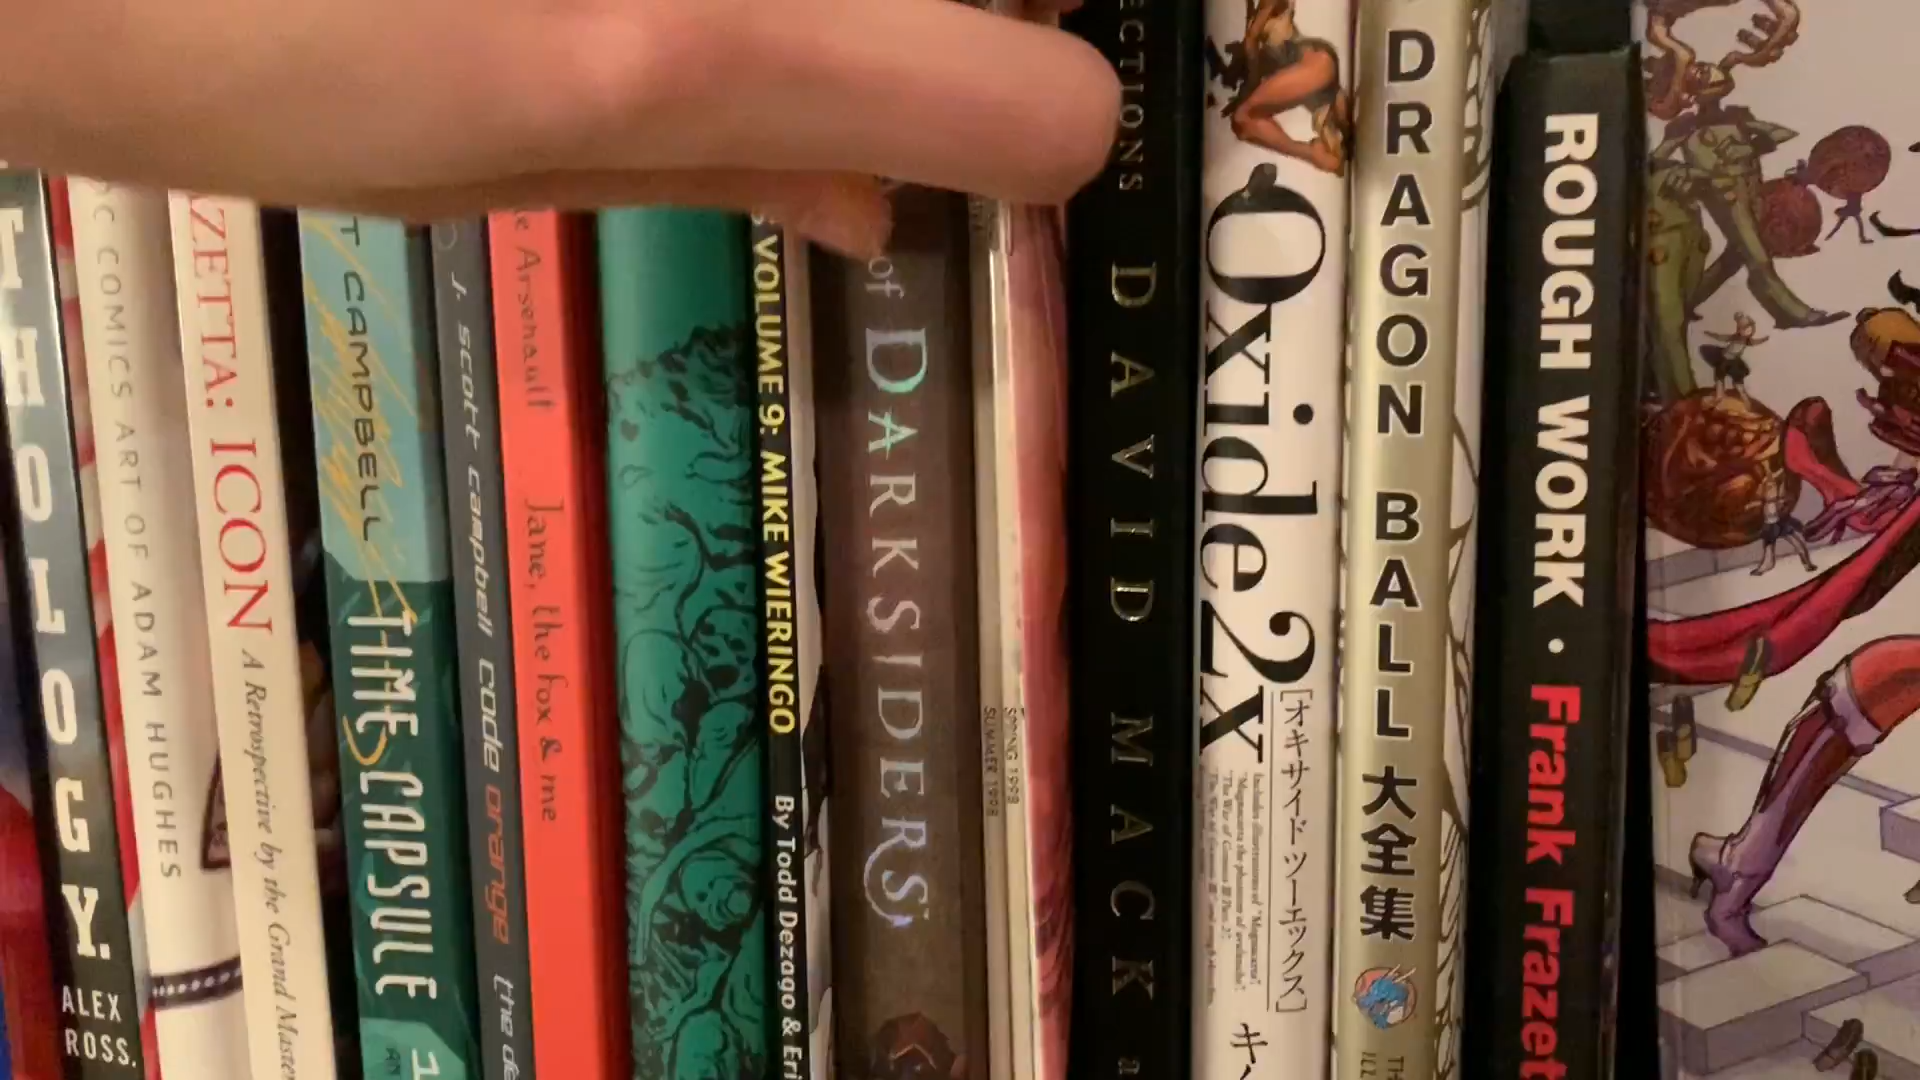 THOLOGY.
ALEX
ROSS.
DC COMICS ART OF ADAM HUGHES
ZETTA: ICON
A Retrospective by the Grand Master
T CAMPBELL
TIME CAPSULE
J. SCOTT CAMPBELL CODE ORANGE
Arsenault Jane, the fox & me
VOLUME 9: MIKE WIERINGO
By Todd Dezago & Eri
of DARKSIDERS
SUMMER 1998
SPRING 1998
ECTIONS DAVID MACK
Oxide2x
[オキサイド ツーエックス]
DRAGON BALL 大全集
ROUGH WORK • Frank Frazet